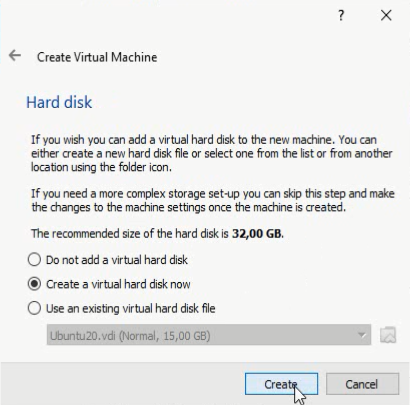 ?
Create Virtual Machine
Hard disk
If you wish you can add a virtual hard disk to the new machine. You can
either create a new hard disk file or select one from the list or from another
location using the folder icon.
If you need a more complex storage set-up you can skip this step and make
the changes to the machine settings once the machine is created.
The recommended size of the hard disk is 32,00 GB.
Do not add a virtual hard disk
Create a virtual hard disk now
Use an existing virtual hard disk file
Ubuntu20.vdi (Normal, 15,00 GB)
Create Cancel